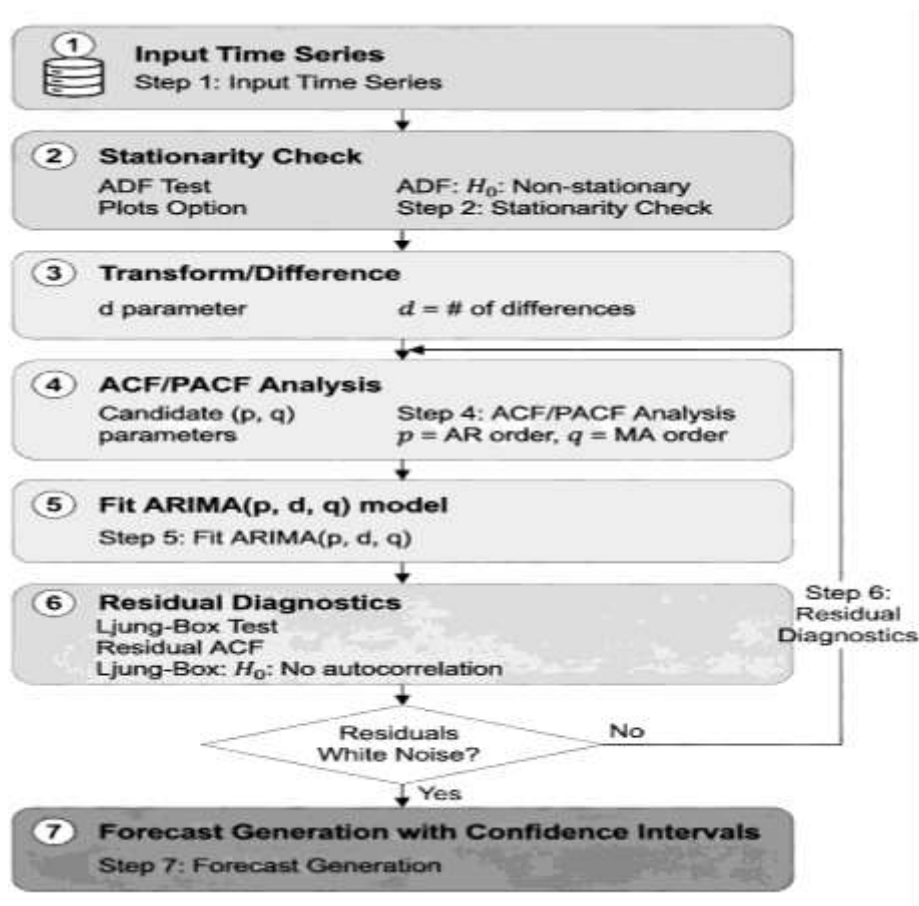 1
Input Time Series
Step 1: Input Time Series
2 Stationarity Check
ADF Test ADF: H₀: Non-stationary
Plots Option Step 2: Stationarity Check
3 Transform/Difference
d parameter d = # of differences
4 ACF/PACF Analysis
Candidate (p, q) Step 4: ACF/PACF Analysis
parameters p = AR order, q = MA order
5 Fit ARIMA(p, d, q) model
Step 5: Fit ARIMA(p, d, q)
6 Residual Diagnostics
Ljung-Box Test
Residual ACF
Ljung-Box: H₀: No autocorrelation
Step 6:
Residual
Diagnostics
Residuals
White Noise?
No
Yes
7 Forecast Generation with Confidence Intervals
Step 7: Forecast Generation